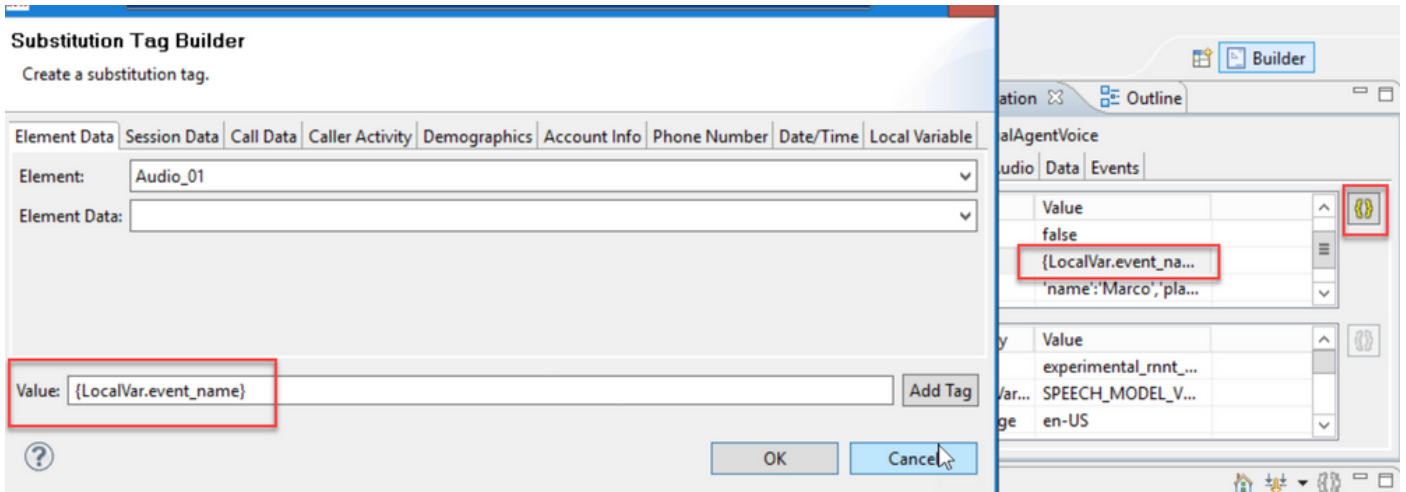 Substitution Tag Builder
Create a substitution tag.
Builder
ation Outline
Element Data Session Data Call Data Caller Activity Demographics Account Info Phone Number Date/Time Local Variable
alAgentVoice
udio Data Events
Element: Audio_01
Element Data:
Value
false
{LocalVar.event_na...
'name':'Marco','pla...
y Value
experimental_rnnt_...
Var... SPEECH_MODEL_V...
ge en-US
Value: {LocalVar.event_name} Add Tag
? OK Cancel